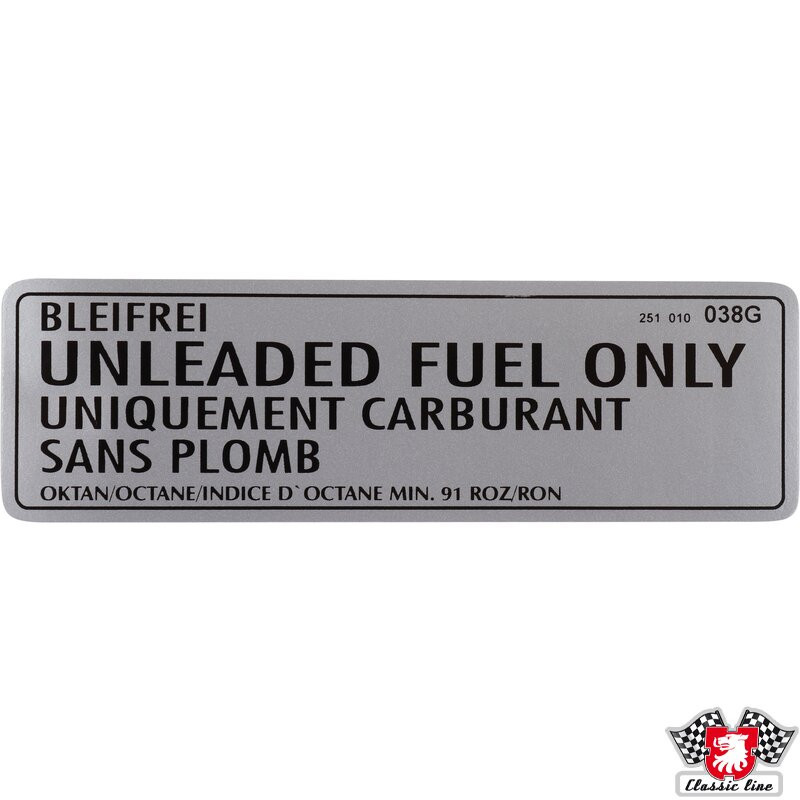 BLEIFREI 251 010 038G
UNLEADED FUEL ONLY
UNIQUEMENT CARBURANT
SANS PLOMB
OKTAN/OCTANE/INDICE D`OCTANE MIN. 91 ROZ/RON
Classic line